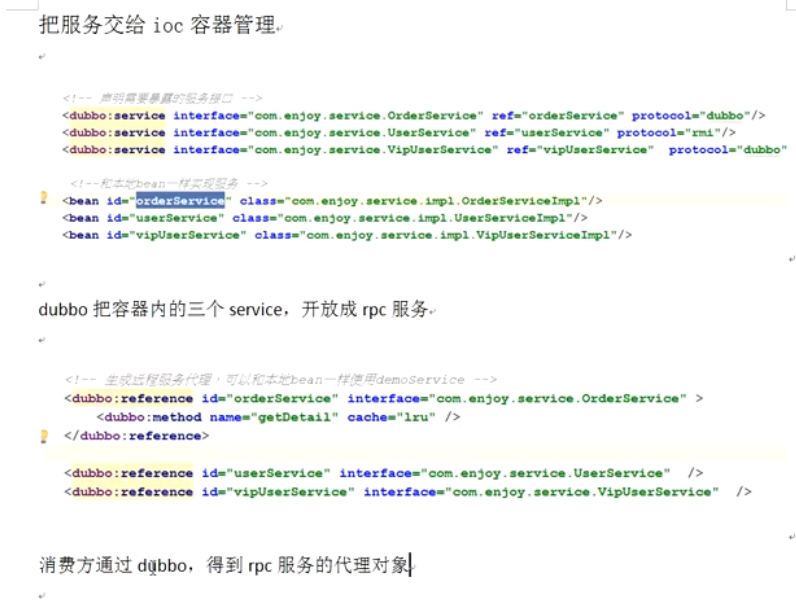 把服务交给 ioc 容器管理
<!-- 声明需要暴露的服务接口 -->
<dubbo:service interface="com.enjoy.service.OrderService" ref="orderService" protocol="dubbo"/>
<dubbo:service interface="com.enjoy.service.UserService" ref="userService" protocol="rmi"/>
<dubbo:service interface="com.enjoy.service.VipUserService" ref="vipUserService" protocol="dubbo"
<!--和本地bean一样实现服务 -->
<bean id="orderService" class="com.enjoy.service.impl.OrderServiceImpl"/>
<bean id="userService" class="com.enjoy.service.impl.UserServiceImpl"/>
<bean id="vipUserService" class="com.enjoy.service.impl.VipUserServiceImpl"/>
dubbo 把容器内的三个 service，开放成 rpc 服务
<!-- 生成远程服务代理，可以和本地bean一样使用demoService -->
<dubbo:reference id="orderService" interface="com.enjoy.service.OrderService" >
<dubbo:method name="getDetail" cache="lru" />
</dubbo:reference>
<dubbo:reference id="userService" interface="com.enjoy.service.UserService" />
<dubbo:reference id="vipUserService" interface="com.enjoy.service.VipUserService" />
消费方通过 dubbo，得到 rpc 服务的代理对象